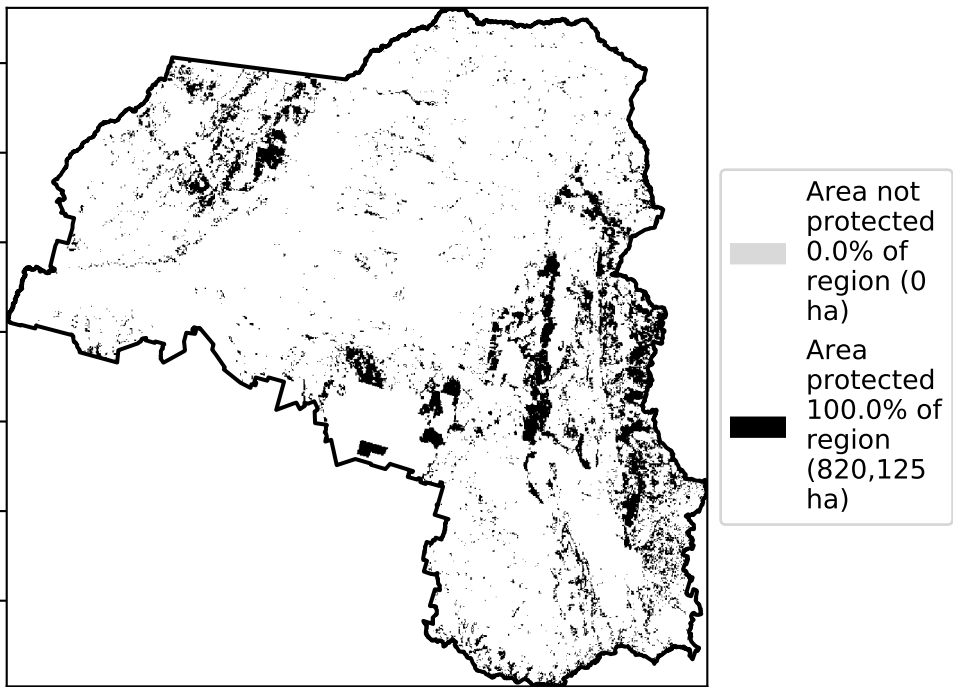 Area not
protected
0.0% of
region (0
ha)
Area
protected
100.0% of
region
(820,125
ha)